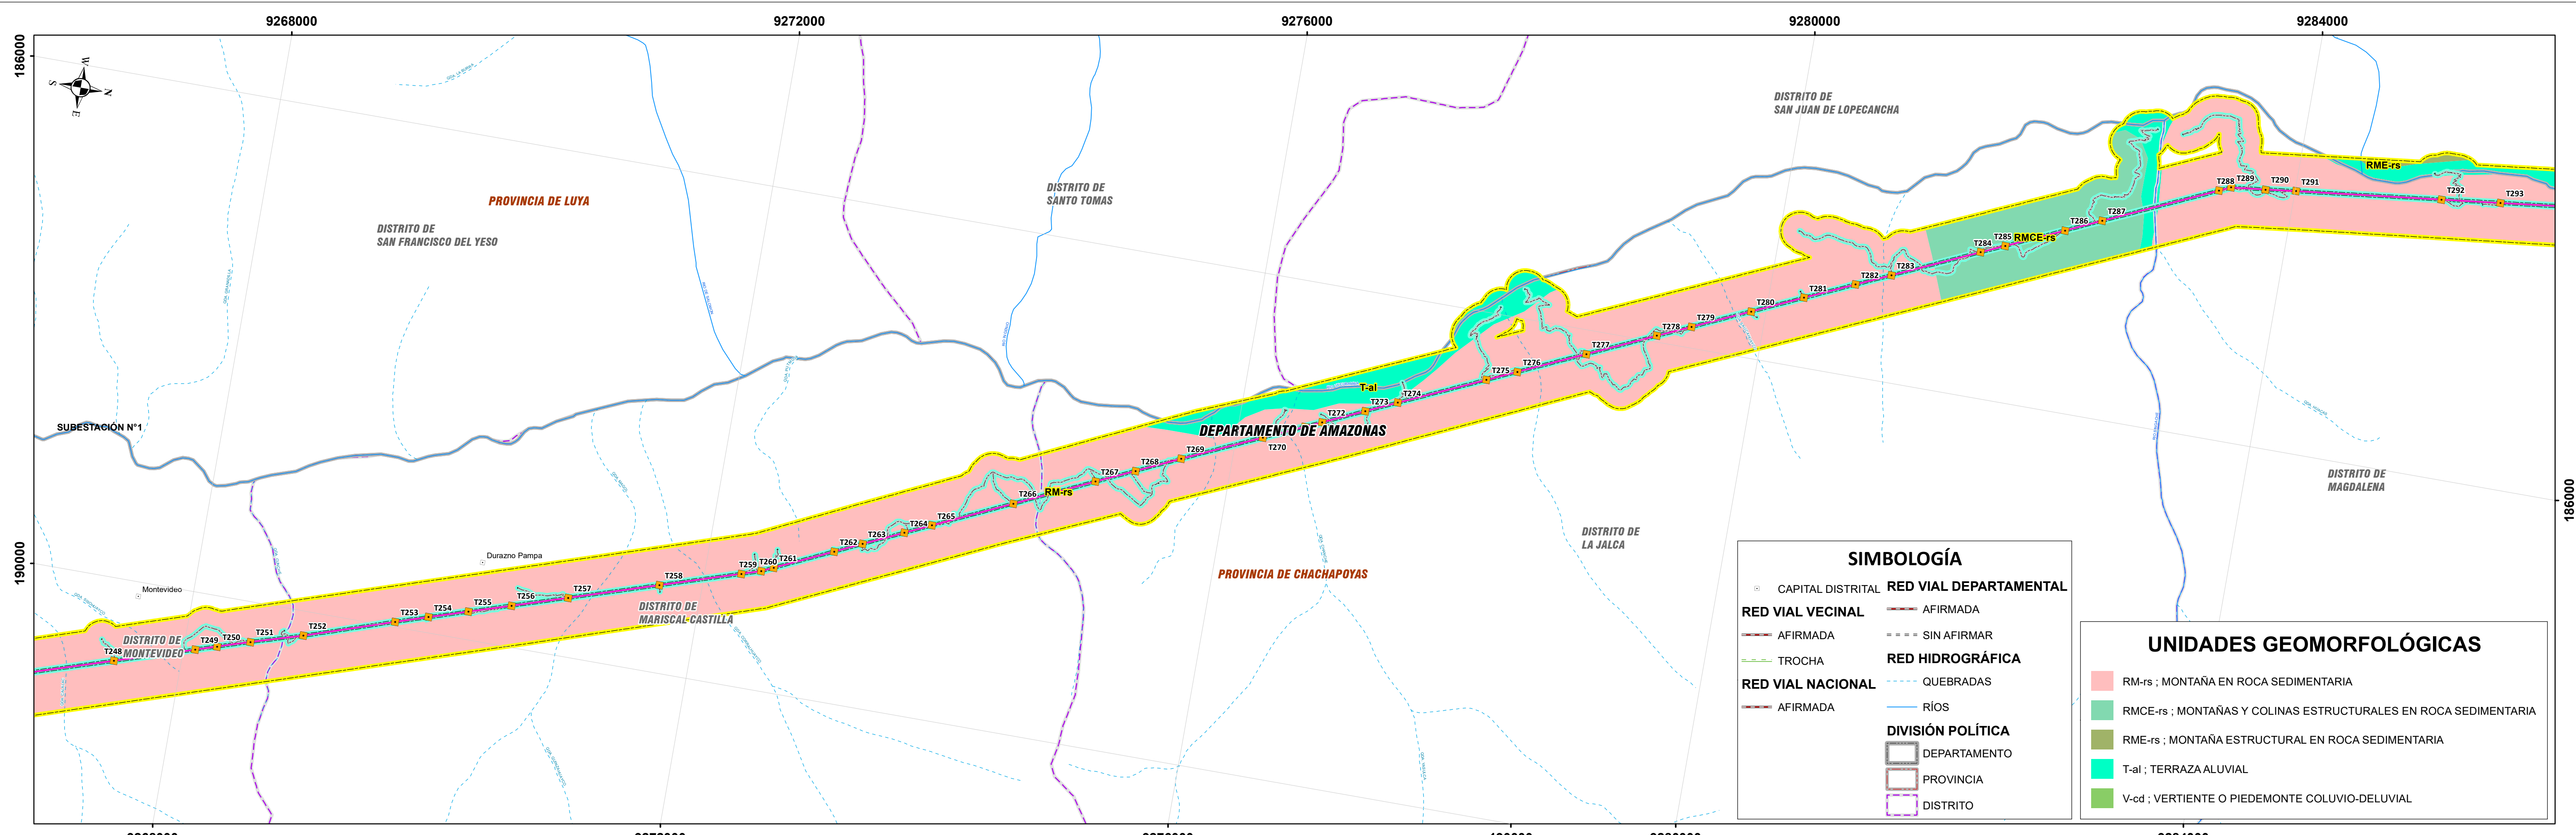 9268000
9272000
9276000
9280000
9284000
186000
190000
186000
W
S
N
E
DISTRITO DE
SAN JUAN DE LOPECANCHA
PROVINCIA DE LUYA
DISTRITO DE
SANTO TOMAS
DISTRITO DE
SAN FRANCISCO DEL YESO
SUBESTACIÓN N°1
Durazno Pampa
Montevideo
DISTRITO DE
MONTEVIDEO
DISTRITO DE
MARISCAL CASTILLA
PROVINCIA DE CHACHAPOYAS
DEPARTAMENTO DE AMAZONAS
DISTRITO DE
LA JALCA
DISTRITO DE
MAGDALENA
RM-rs
T-al
RMCE-rs
RME-rs
T248
T249
T250
T251
T252
T253
T254
T255
T256
T257
T258
T259
T260
T261
T262
T263
T264
T265
T266
T267
T268
T269
T270
T272
T273
T274
T275
T276
T277
T278
T279
T280
T281
T282
T283
T284
T285
T286
T287
T288
T289
T290
T291
T292
T293
SIMBOLOGÍA
CAPITAL DISTRITAL
RED VIAL VECINAL
AFIRMADA
TROCHA
RED VIAL NACIONAL
AFIRMADA
RED VIAL DEPARTAMENTAL
AFIRMADA
SIN AFIRMAR
RED HIDROGRÁFICA
QUEBRADAS
RÍOS
DIVISIÓN POLÍTICA
DEPARTAMENTO
PROVINCIA
DISTRITO
UNIDADES GEOMORFOLÓGICAS
RM-rs ; MONTAÑA EN ROCA SEDIMENTARIA
RMCE-rs ; MONTAÑAS Y COLINAS ESTRUCTURALES EN ROCA SEDIMENTARIA
RME-rs ; MONTAÑA ESTRUCTURAL EN ROCA SEDIMENTARIA
T-al ; TERRAZA ALUVIAL
V-cd ; VERTIENTE O PIEDEMONTE COLUVIO-DELUVIAL